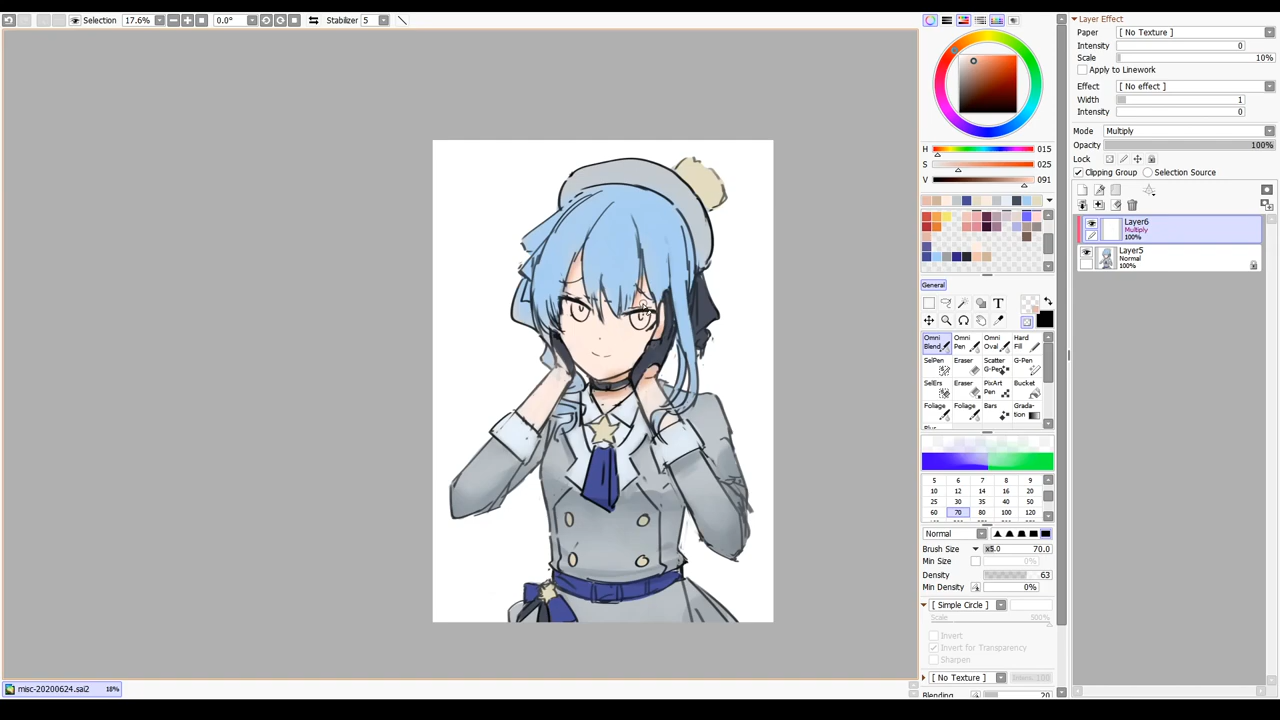 Selection 17.6% 0.0° Stabilizer 5
Layer Effect
Paper [ No Texture ]
Intensity 0
Scale 10%
Apply to Linework
Effect [ No effect ]
Width 1
Intensity 0
Mode Multiply
Opacity 100%
Lock
Clipping Group Selection Source
Layer6
Multiply
100%
Layer5
Normal
100%
H 015
S 025
V 091
General
T
Omni Blend Omni Pen Omni Oval Hard Fill
SelPen Eraser Scatter G-Pen G-Pen
SelErs Eraser PixArt Pen Bucket
Foliage Foliage Bars Grada-tion
5 6 7 8 9
10 12 14 16 20
25 30 35 40 50
60 70 80 100 120
Normal
Brush Size x5.0 70.0
Min Size 0%
Density 63
Min Density 0%
[ Simple Circle ]
Scale: 500%
Invert
Invert for Transparency
Sharpen
[ No Texture ]
Blending 20
misc-20200624.sai2 18%